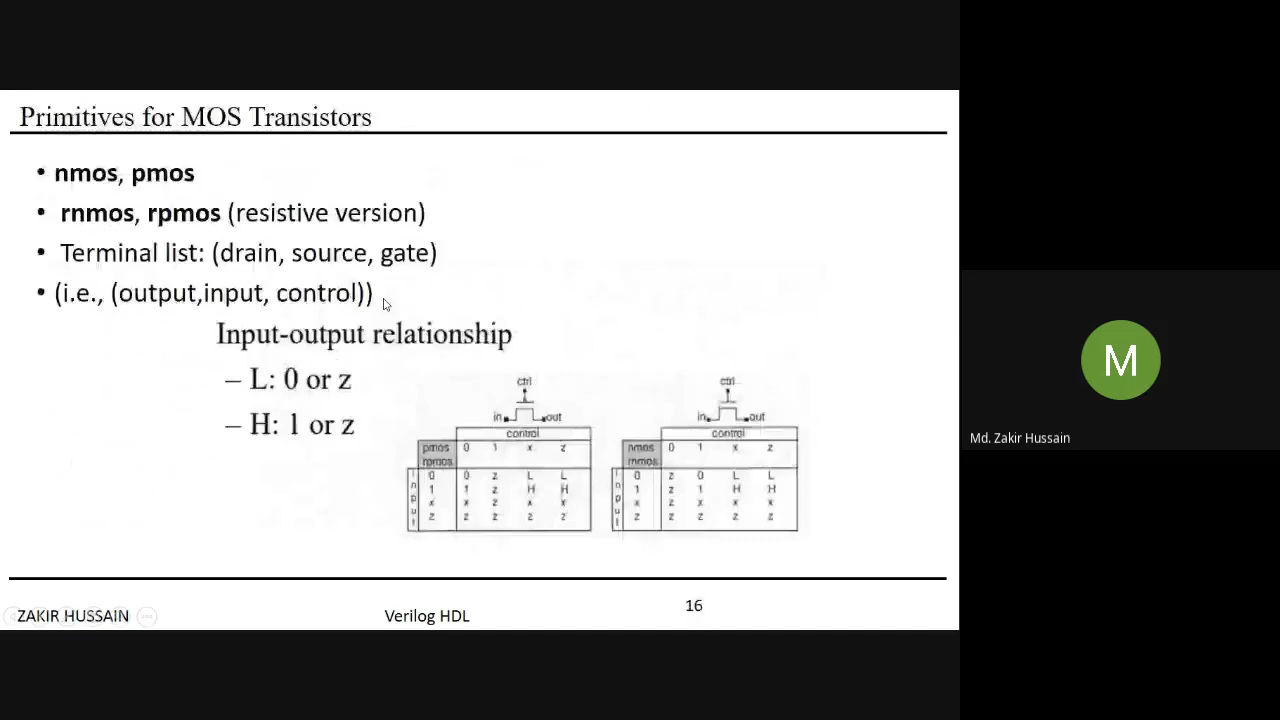 Primitives for MOS Transistors
• nmos, pmos
• rnmos, rpmos (resistive version)
• Terminal list: (drain, source, gate)
• (i.e., (output,input, control))
Input-output relationship
– L: 0 or z
– H: 1 or z
ctrl
in out
control
pmos 0 1 x z
rpmos
Input
0 0 z L L
1 1 z H H
x x z x x
z z z z z
ctrl
in out
control
nmos 0 1 x z
rnmos
Input
0 z 0 L L
1 z 1 H H
x z x x x
z z z z z
ZAKIR HUSSAIN
Verilog HDL
16
M
Md. Zakir Hussain